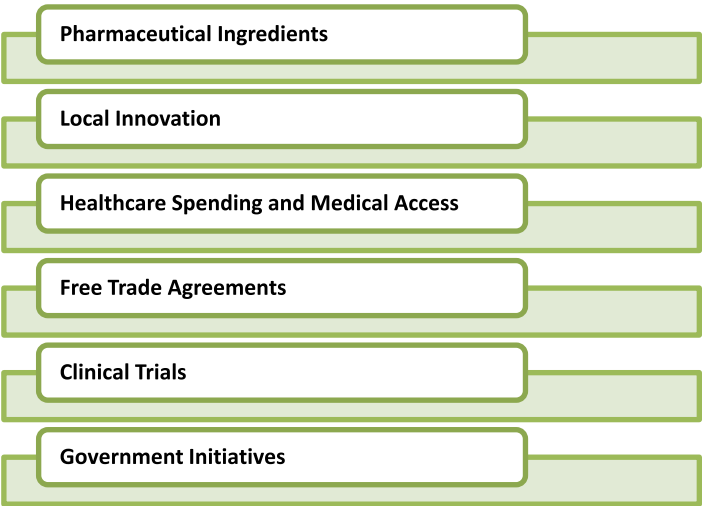 Pharmaceutical Ingredients
Local Innovation
Healthcare Spending and Medical Access
Free Trade Agreements
Clinical Trials
Government Initiatives